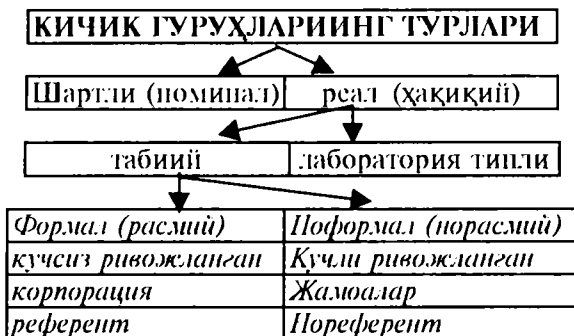 КИЧИК ГУРУҲЛАРИИНГ ТУРЛАРИ
Шартли (номинал) реал (ҳақиқий)
табиий лаборатория типли
Формал (расмий) Ноформал (норасмий)
кучсиз ривожланган Кучли ривожланган
корпорация Жамоалар
референт Нореферент